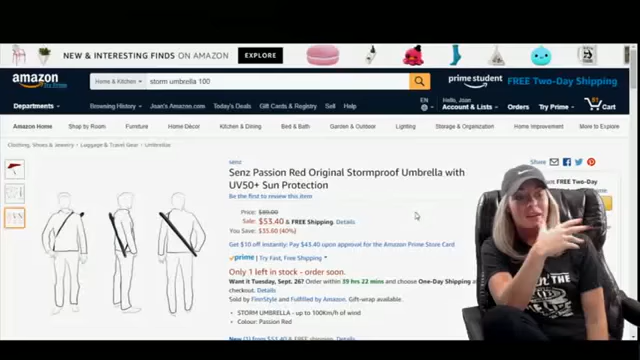 NEW & INTERESTING FINDS ON AMAZON EXPLORE
amazon
Try Prime
Home & Kitchen
storm umbrella 100
prime student FREE Two-Day Shipping
Departments
Browsing History Joan's Amazon.com Today's Deals Gift Cards & Registry Sell Help
EN
Hello, Joan
Account & Lists Orders Try Prime Cart
Amazon Home Shop by Room Furniture Home Décor Kitchen & Dining Bed & Bath Garden & Outdoor Lighting Storage & Organization Home Improvement More to Explore
Clothing, Shoes & Jewelry › Luggage & Travel Gear › Umbrellas
senz
Share
Senz Passion Red Original Stormproof Umbrella with
UV50+ Sun Protection
Be the first to review this item
FREE Two-Day
Price: $89.00
Sale: $53.40 & FREE Shipping. Details
You Save: $35.60 (40%)
Get $10 off instantly: Pay $43.40 upon approval for the Amazon Prime Store Card
prime | Try Fast, Free Shipping
Only 1 left in stock - order soon.
Want it Tuesday, Sept. 26? Order within 39 hrs 22 mins and choose One-Day Shipping
checkout. Details
Sold by FlenStyle and Fulfilled by Amazon. Gift-wrap available.
• STORM UMBRELLA - up to 100Km/h of wind
• Colour: Passion Red